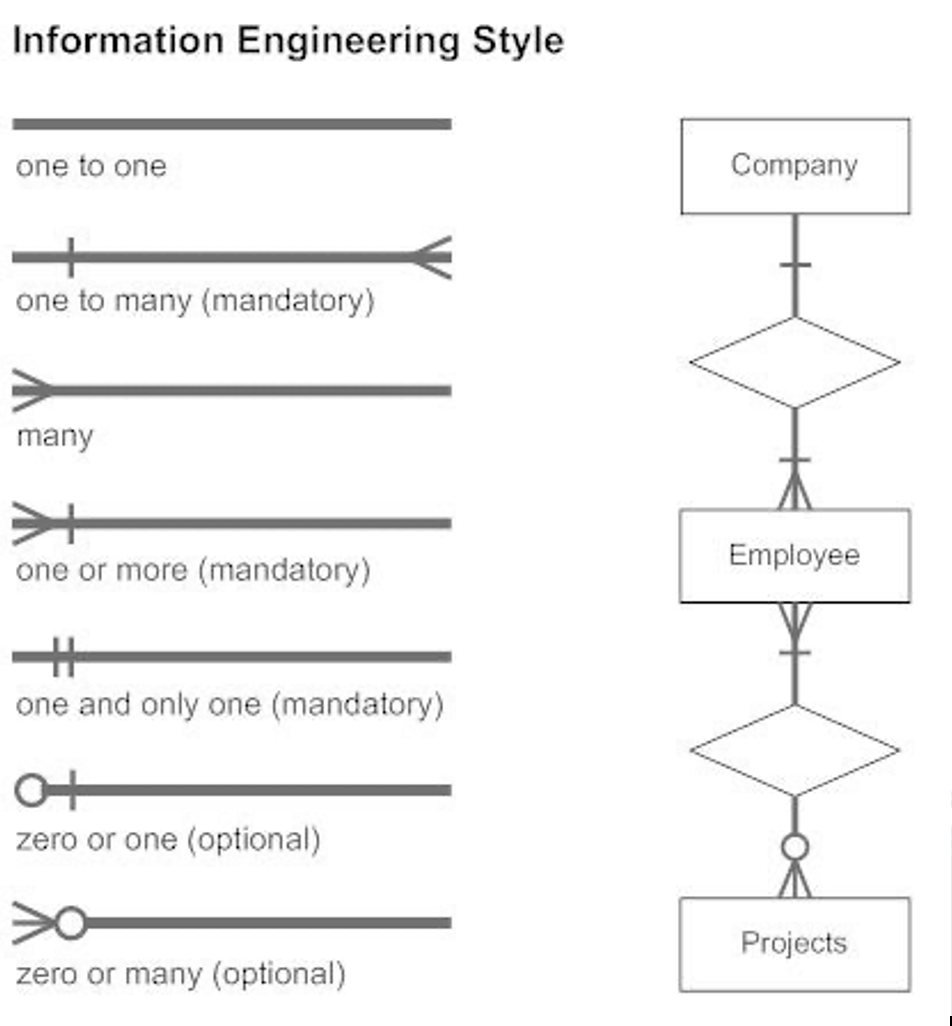 Information Engineering Style
one to one
one to many (mandatory)
many
one or more (mandatory)
one and only one (mandatory)
zero or one (optional)
zero or many (optional)
Company
Employee
Projects